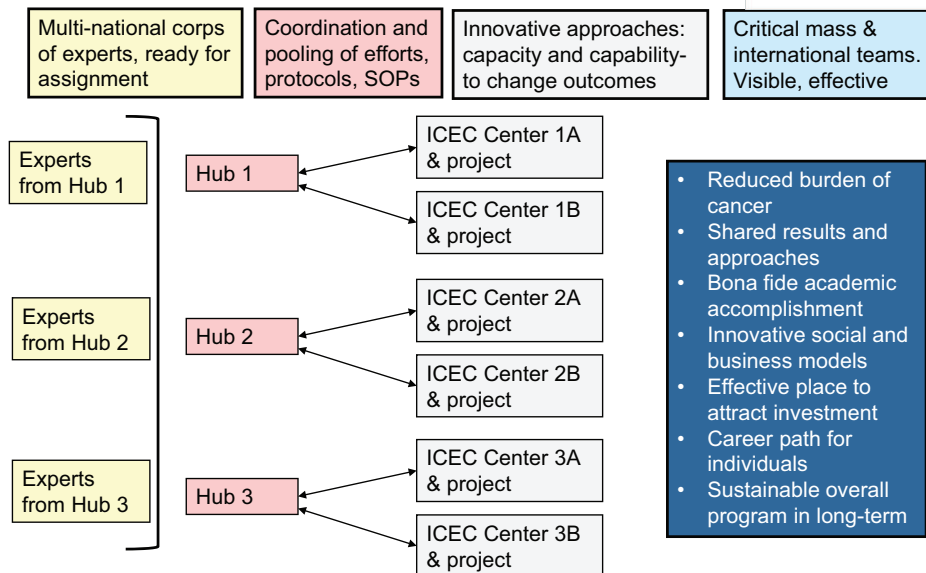 Multi-national corps
of experts, ready for
assignment
Coordination and
pooling of efforts,
protocols, SOPs
Innovative approaches:
capacity and capability-
to change outcomes
Critical mass &
international teams.
Visible, effective
Experts
from Hub 1
Hub 1
ICEC Center 1A
& project
ICEC Center 1B
& project
Experts
from Hub 2
Hub 2
ICEC Center 2A
& project
ICEC Center 2B
& project
Experts
from Hub 3
Hub 3
ICEC Center 3A
& project
ICEC Center 3B
& project
• Reduced burden of
cancer
• Shared results and
approaches
• Bona fide academic
accomplishment
• Innovative social and
business models
• Effective place to
attract investment
• Career path for
individuals
• Sustainable overall
program in long-term